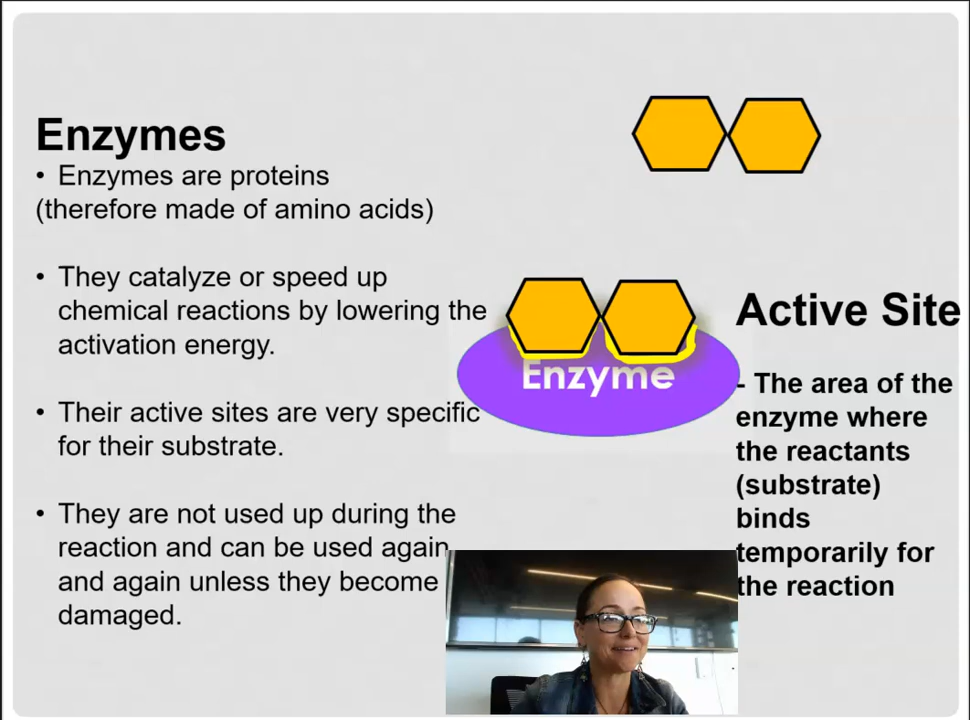 Enzymes
• Enzymes are proteins
(therefore made of amino acids)
• They catalyze or speed up
chemical reactions by lowering the
activation energy.
• Their active sites are very specific
for their substrate.
• They are not used up during the
reaction and can be used again
and again unless they become
damaged.
Enzyme
Active Site
- The area of the
enzyme where
the reactants
(substrate)
binds
temporarily for
the reaction